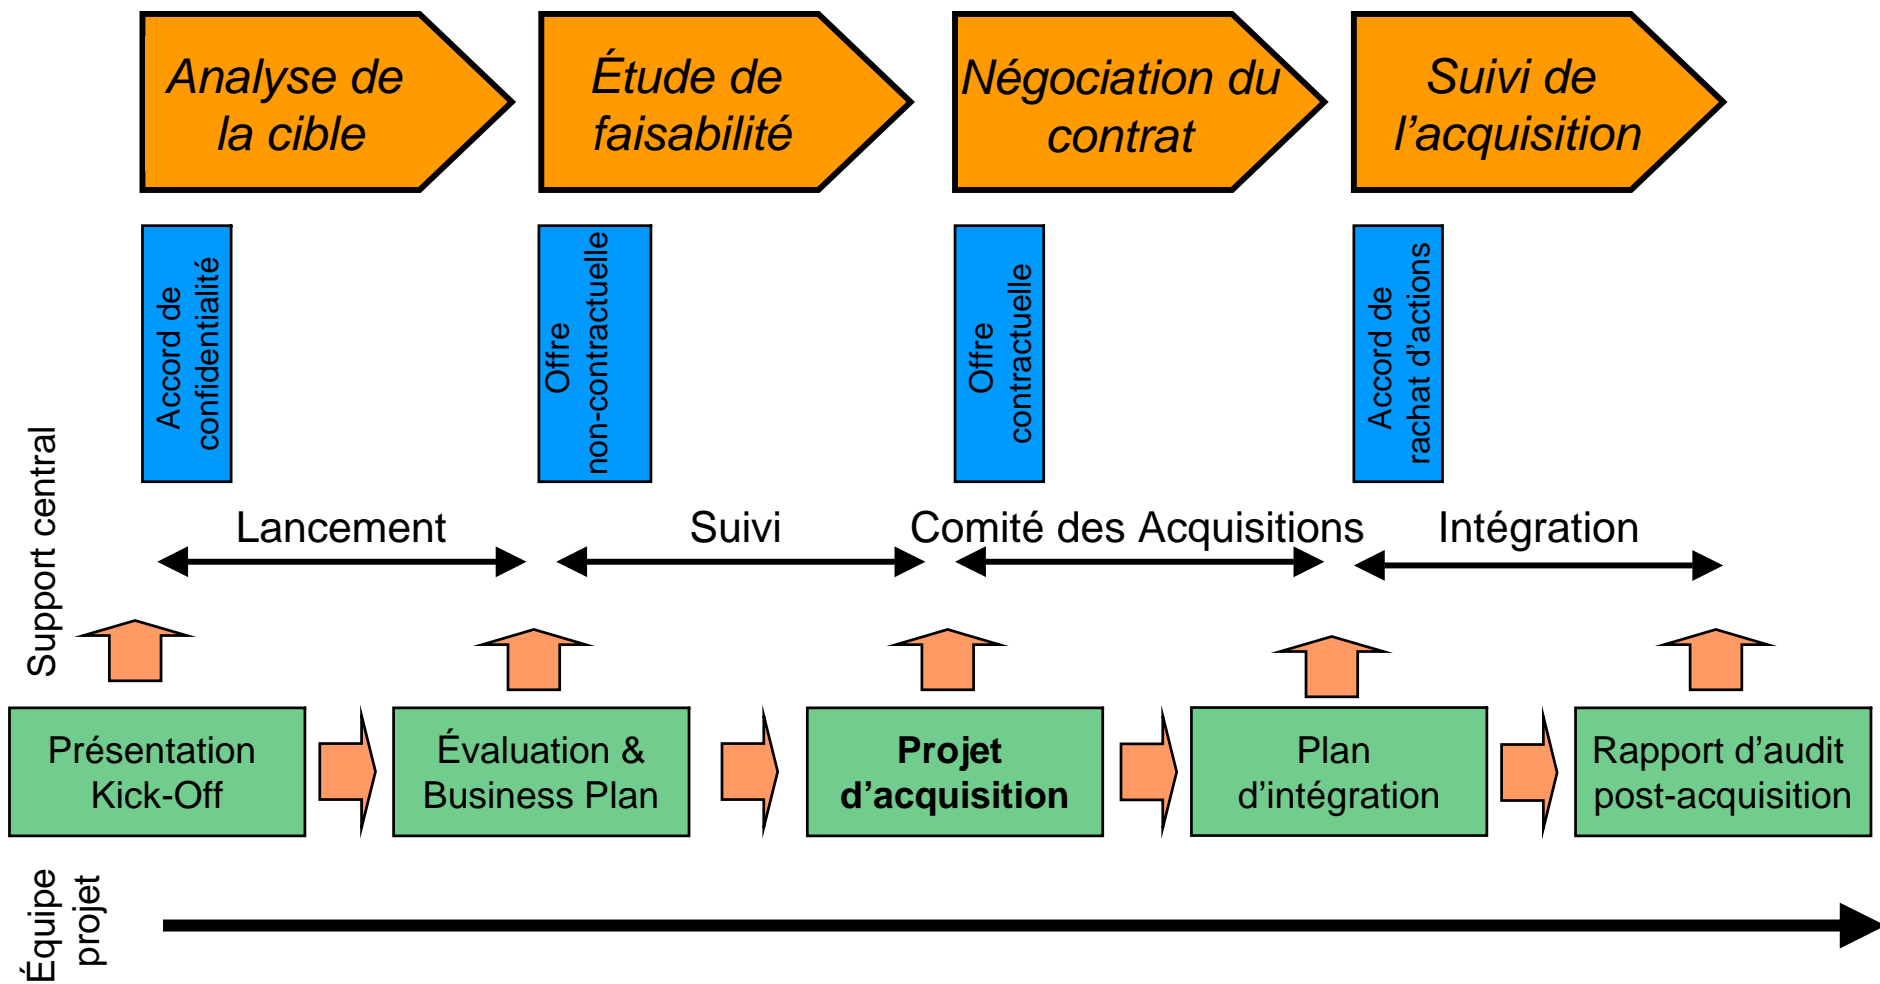 Analyse de
la cible
Étude de
faisabilité
Négociation du
contrat
Suivi de
l’acquisition
Accord de
confidentialité
Offre
non-contractuelle
Offre
contractuelle
Accord de
rachat d’actions
Support central
Lancement
Suivi
Comité des Acquisitions
Intégration
Présentation
Kick-Off
Évaluation &
Business Plan
Projet
d’acquisition
Plan
d’intégration
Rapport d’audit
post-acquisition
Équipe
projet